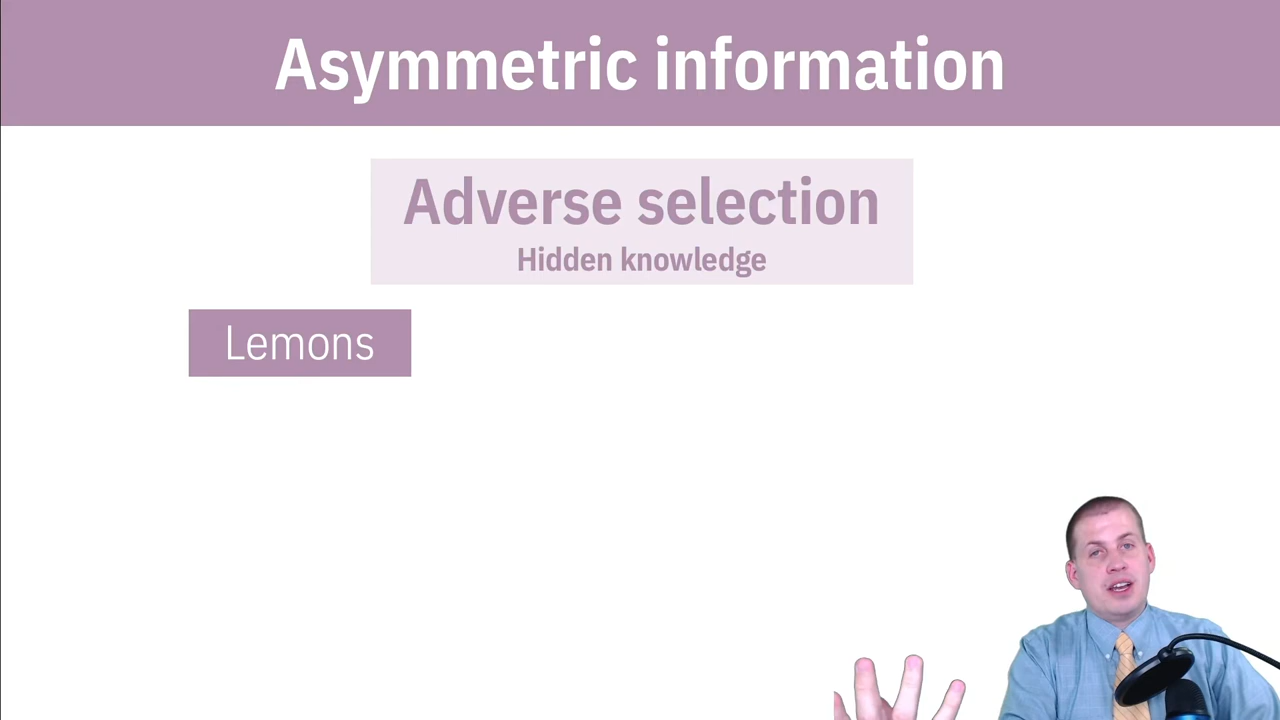 Asymmetric information
Adverse selection
Hidden knowledge
Lemons